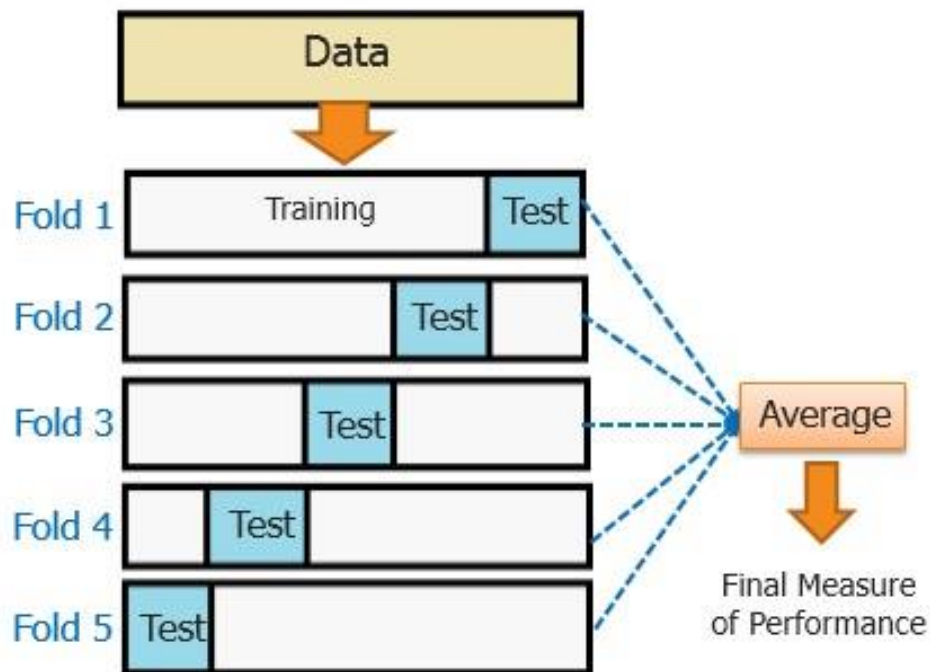 Data
Fold 1
Training
Test
Fold 2
Test
Fold 3
Test
Average
Fold 4
Test
Final Measure
of Performance
Fold 5
Test